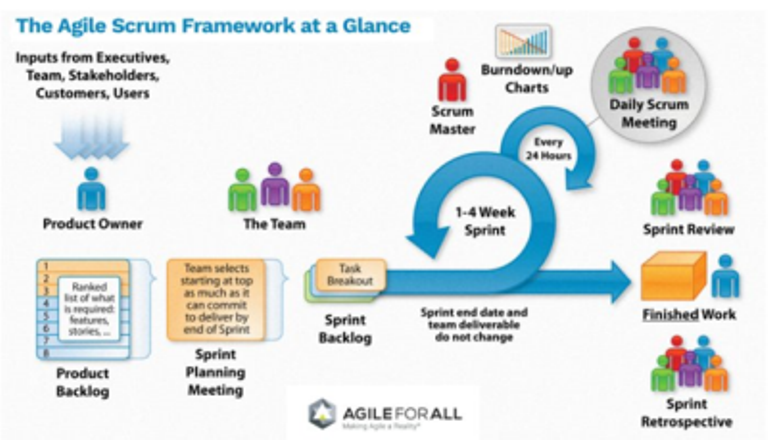 The Agile Scrum Framework at a Glance
Inputs from Executives,
Team, Stakeholders,
Customers, Users
Product Owner
The Team
Scrum
Master
Burndown/up
Charts
Daily Scrum
Meeting
Every
24 Hours
1-4 Week
Sprint
Sprint Review
1
2
3
4
5
6
7
8
Ranked
list of what
is required:
features,
stories, ...
Product
Backlog
Team selects
starting at top
as much as it
can commit
to deliver by
end of Sprint
Sprint
Planning
Meeting
Task
Breakout
Sprint
Backlog
Sprint end date and
team deliverable
do not change
Finished Work
Sprint
Retrospective
AGILE FOR ALL
Making Agile a Reality®